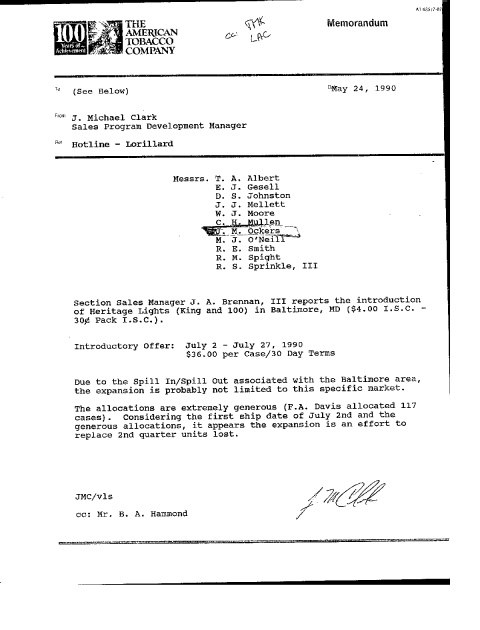 100
Years of
Achievement
THE
AMERICAN
TOBACCO
COMPANY
cc: PMK
LAC
Memorandum
To (See Below)
May 24, 1990
From J. Michael Clark
Sales Program Development Manager
Re: Hotline - Lorillard
Messrs. T. A. Albert
E. J. Gesell
D. S. Johnston
J. J. Mellett
W. J. Moore
C. H. Mullen
J. M. Ockers
M. J. O'Neill
R. E. Smith
R. M. Spight
R. S. Sprinkle, III
Section Sales Manager J. A. Brennan, III reports the introduction
of Heritage Lights (King and 100) in Baltimore, MD ($4.00 I.S.C. -
30¢ Pack I.S.C.).
Introductory Offer: July 2 - July 27, 1990
$36.00 per Case/30 Day Terms
Due to the Spill In/Spill Out associated with the Baltimore area,
the expansion is probably not limited to this specific market.
The allocations are extremely generous (F.A. Davis allocated 117
cases). Considering the first ship date of July 2nd and the
generous allocations, it appears the expansion is an effort to
replace 2nd quarter units lost.
JMC/vls
cc: Mr. B. A. Hammond